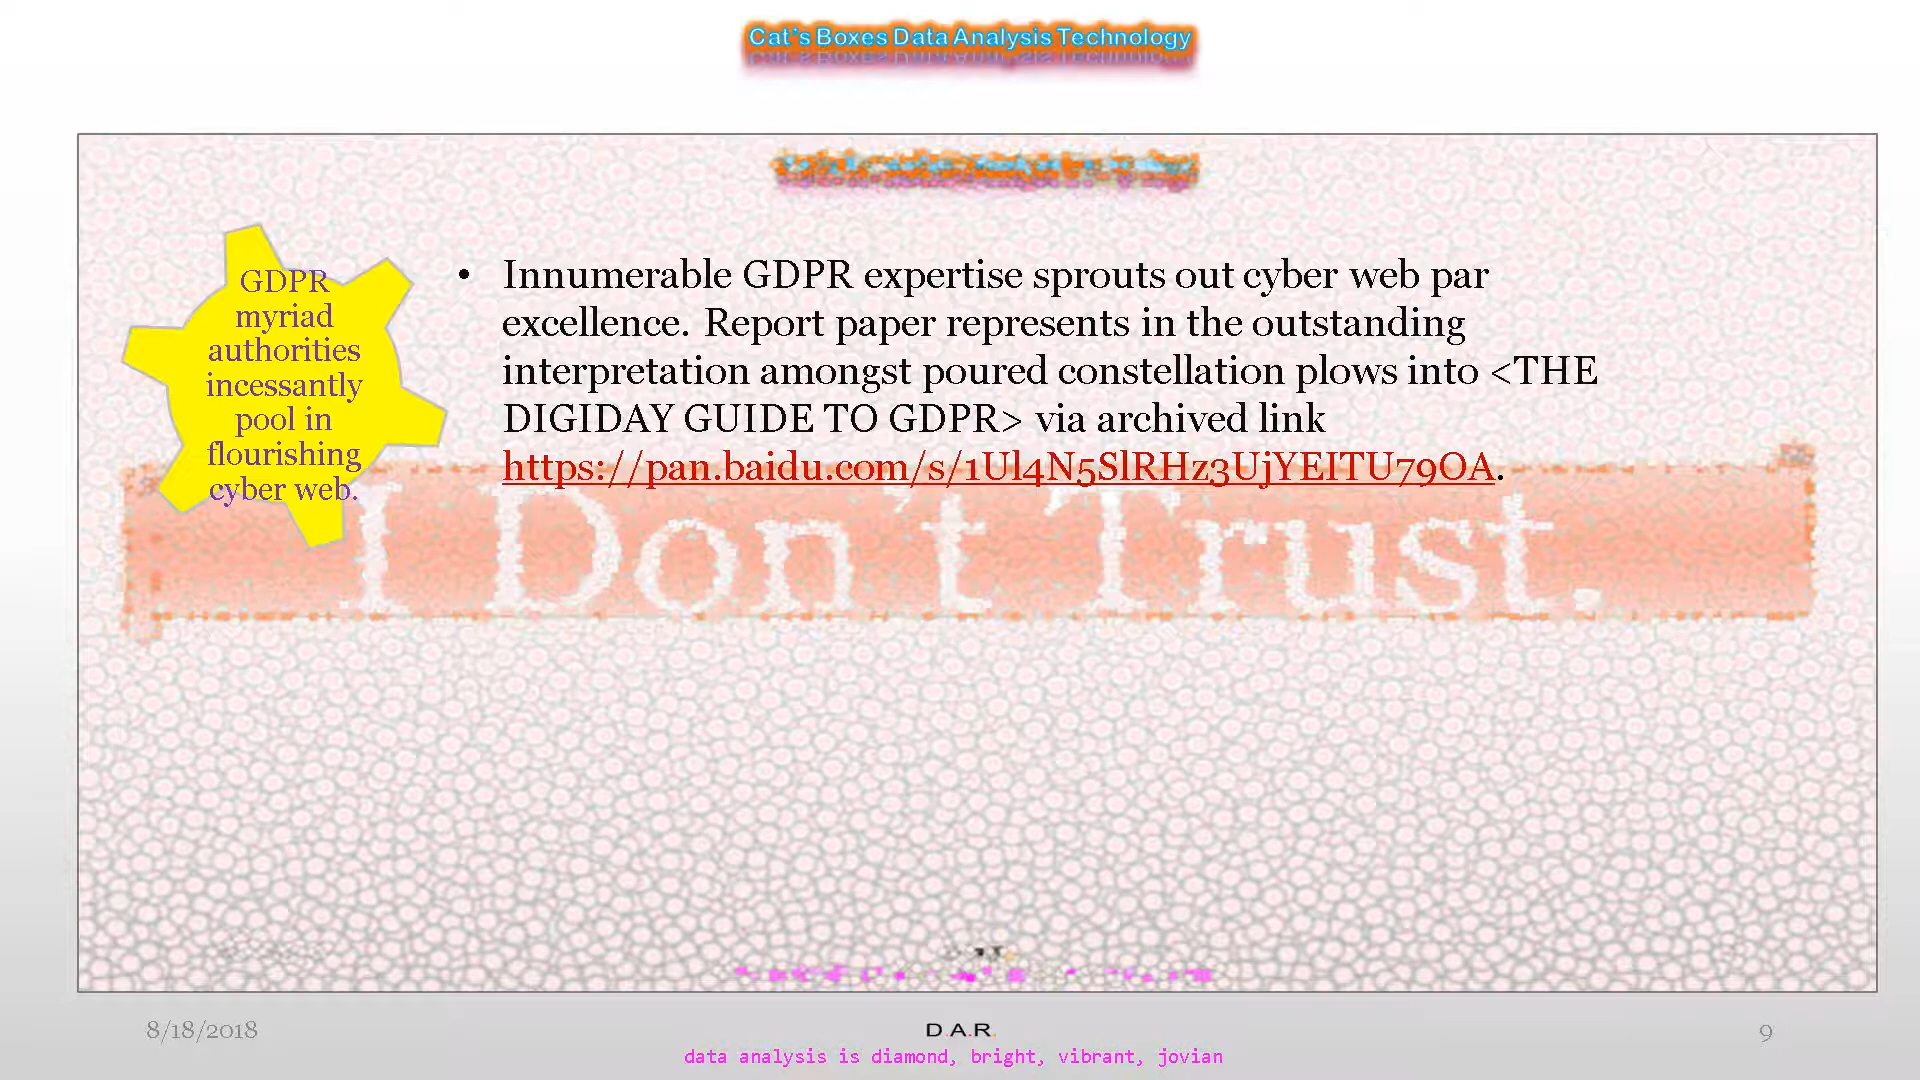 Cat's Boxes Data Analysis Technology
GDPR
myriad
authorities
incessantly
pool in
flourishing
cyber web.
• Innumerable GDPR expertise sprouts out cyber web par
excellence. Report paper represents in the outstanding
interpretation amongst poured constellation plows into <THE
DIGIDAY GUIDE TO GDPR> via archived link
https://pan.baidu.com/s/1Ul4N5SlRHz3UjYEITU79OA.
I Don't Trust.
8/18/2018
D.A.R.
9
data analysis is diamond, bright, vibrant, jovian